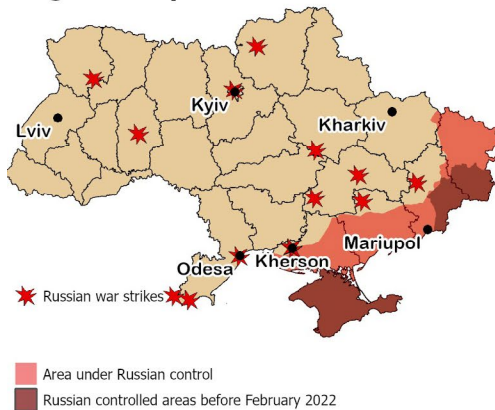 Kyiv
Lviv
Kharkiv
Mariupol
Odesa
Kherson
Russian war strikes
Area under Russian control
Russian controlled areas before February 2022